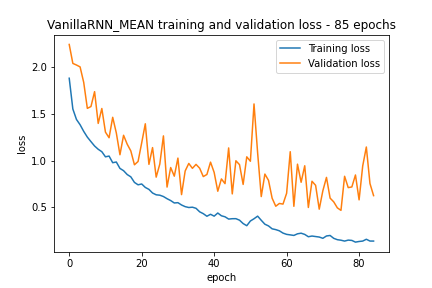 VanillaRNN_MEAN training and validation loss - 85 epochs
Training loss
Validation loss
loss
2.0
1.5
1.0
0.5
0
20
40
60
80
epoch